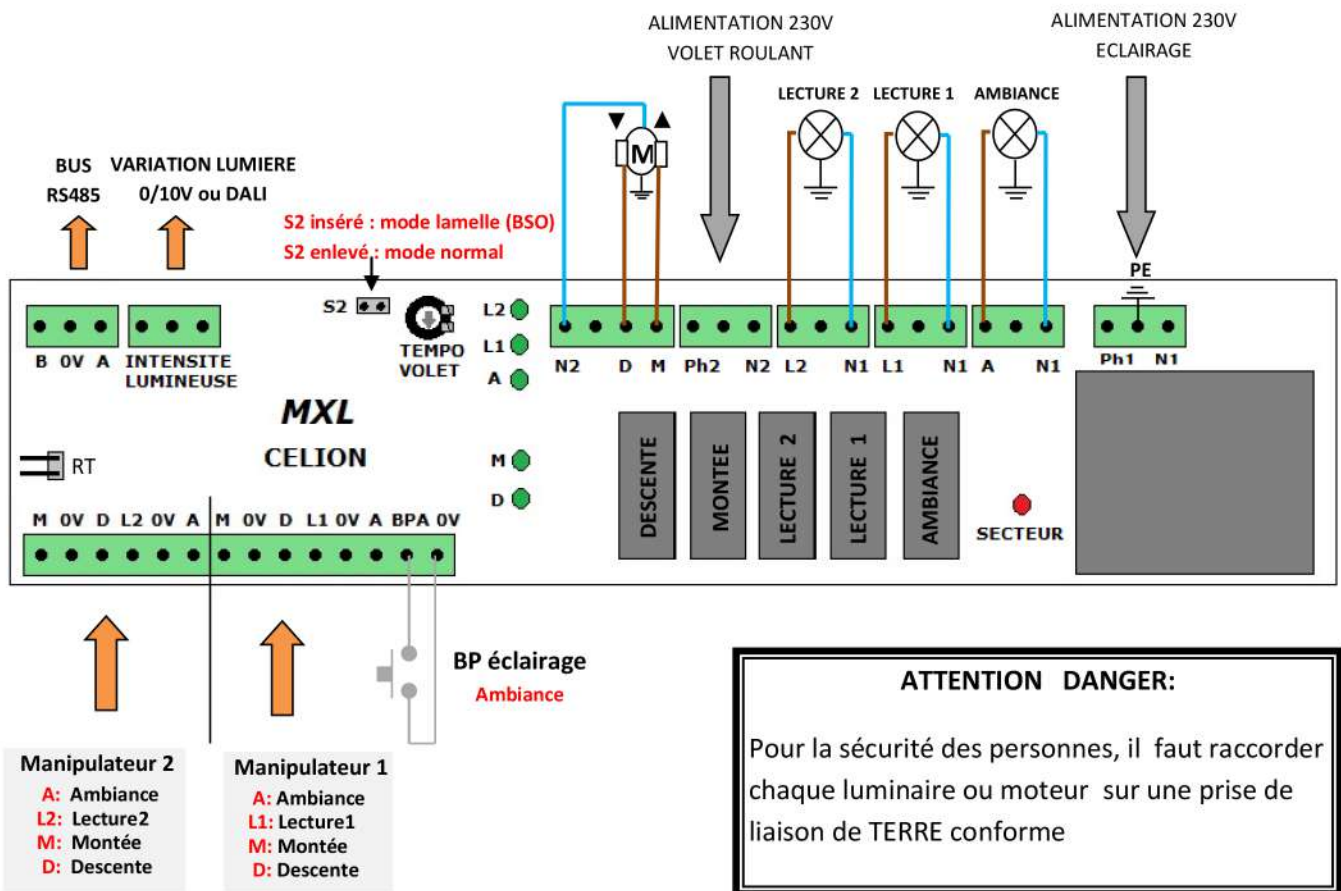 ALIMENTATION 230V
VOLET ROULANT
ALIMENTATION 230V
ECLAIRAGE
LECTURE 2 LECTURE 1 AMBIANCE
M
BUS
RS485
VARIATION LUMIERE
0/10V ou DALI
S2 inséré : mode lamelle (BSO)
S2 enlevé : mode normal
PE
S2
TEMPO
VOLET
L2
L1
A
M
D
B 0V A
INTENSITE
LUMINEUSE
N2 D M Ph2 N2 L2 N1 L1 N1 A N1 Ph1 N1
MXL
CELION
RT
DESCENTE
MONTEE
LECTURE 2
LECTURE 1
AMBIANCE
SECTEUR
M 0V D L2 0V A M 0V D L1 0V A BPA 0V
BP éclairage
Ambiance
Manipulateur 2
A: Ambiance
L2: Lecture2
M: Montée
D: Descente
Manipulateur 1
A: Ambiance
L1: Lecture1
M: Montée
D: Descente
ATTENTION DANGER:
Pour la sécurité des personnes, il faut raccorder
chaque luminaire ou moteur sur une prise de
liaison de TERRE conforme